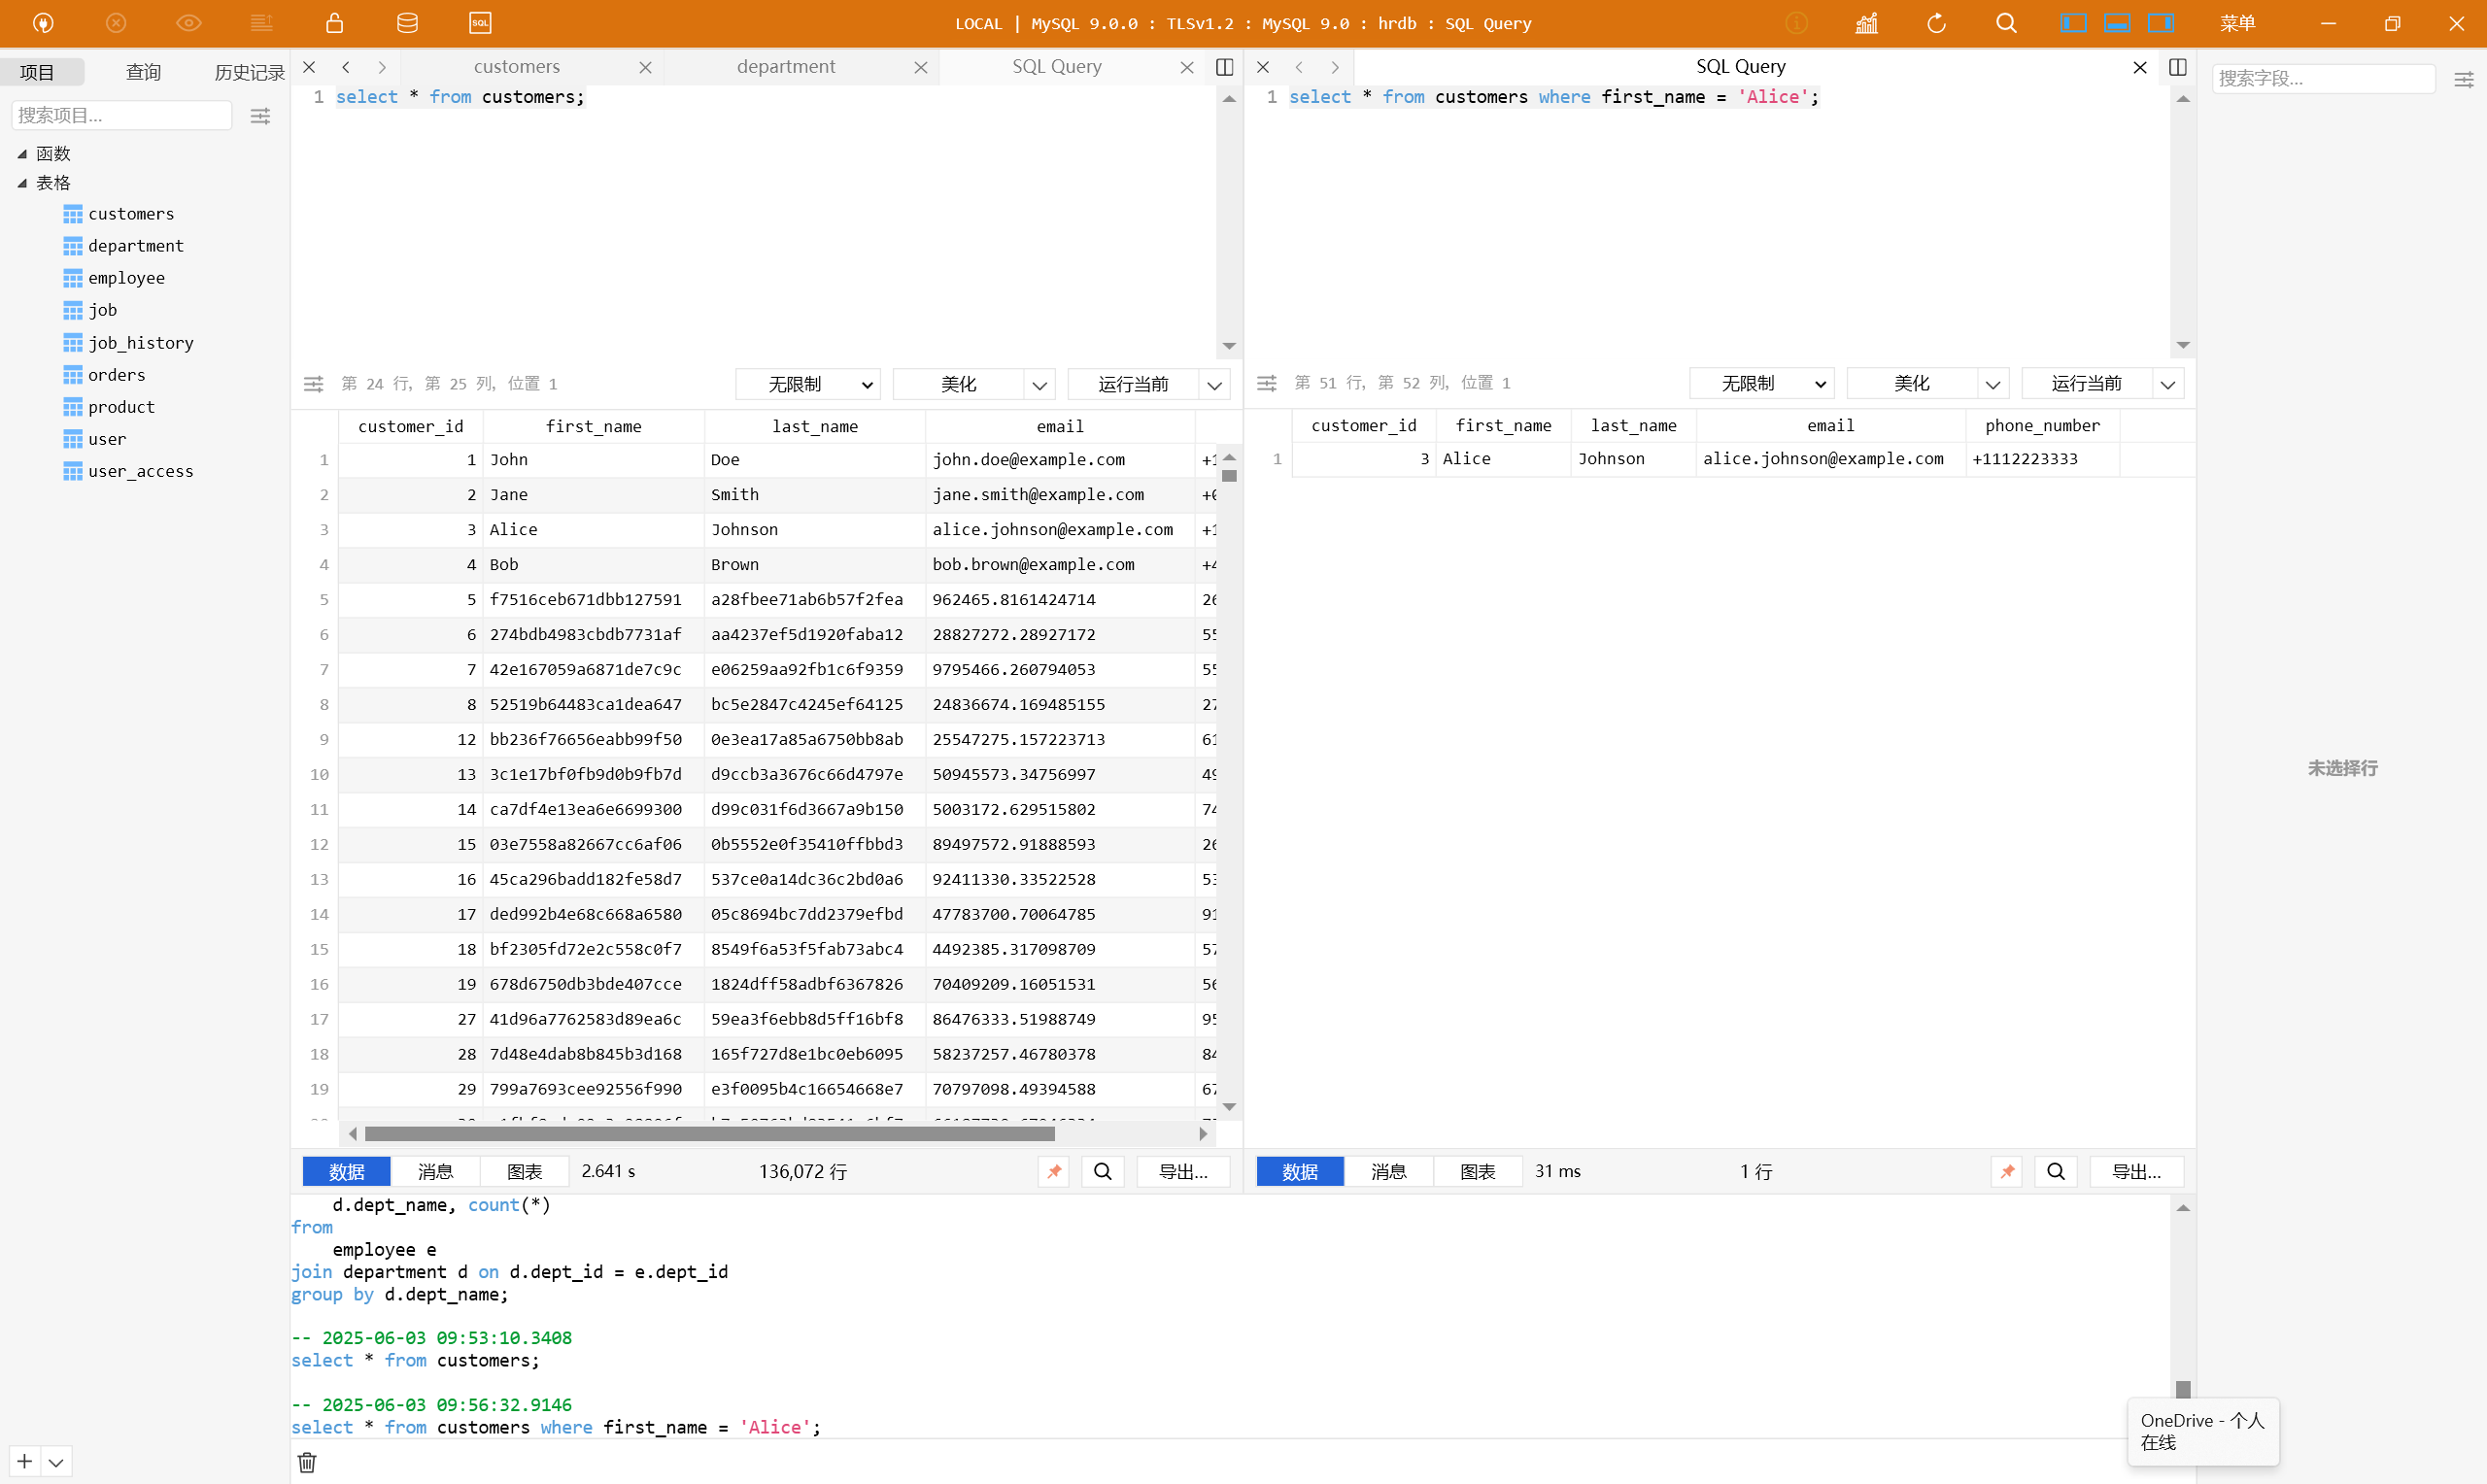 SQL
LOCAL | MySQL 9.0.0 : TLSv1.2 : MySQL 9.0 : hrdb : SQL Query
菜单
项目 查询 历史记录
搜索项目...
函数
表格
customers
department
employee
job
job_history
orders
product
user
user_access
customers department SQL Query
1 select * from customers;
第 24 行, 第 25 列, 位置 1
无限制 美化 运行当前
customer_id first_name last_name email
1 1 John Doe john.doe@example.com
2 2 Jane Smith jane.smith@example.com
3 3 Alice Johnson alice.johnson@example.com
4 4 Bob Brown bob.brown@example.com
5 5 f7516ceb671dbb127591 a28fbee71ab6b57f2fea 962465.8161424714 26
6 6 274bdb4983cbdb7731af aa4237ef5d1920faba12 28827272.28927172 55
7 7 42e167059a6871de7c9c e06259aa92fb1c6f9359 9795466.260794053 55
8 8 52519b64483ca1dea647 bc5e2847c4245ef64125 24836674.169485155 27
9 12 bb236f76656eabb99f50 0e3ea17a85a6750bb8ab 25547275.157223713 61
10 13 3c1e17bf0fb9d0b9fb7d d9ccb3a3676c66d4797e 50945573.34756997 49
11 14 ca7df4e13ea6e6699300 d99c031f6d3667a9b150 5003172.629515802 74
12 15 03e7558a82667cc6af06 0b5552e0f35410ffbbd3 89497572.91888593 26
13 16 45ca296badd182fe58d7 537ce0a14dc36c2bd0a6 92411330.33522528 53
14 17 ded992b4e68c668a6580 05c8694bc7dd2379efbd 47783700.70064785 91
15 18 bf2305fd72e2c558c0f7 8549f6a53f5fab73abc4 4492385.317098709 57
16 19 678d6750db3bde407cce 1824dff58adbf6367826 70409209.16051531 56
17 27 41d96a7762583d89ea6c 59ea3f6ebb8d5ff16bf8 86476333.51988749 95
18 28 7d48e4dab8b845b3d168 165f727d8e1bc0eb6095 58237257.46780378 84
19 29 799a7693cee92556f990 e3f0095b4c16654668e7 70797098.49394588 67
数据 消息 图表 2.641 s 136,072 行 导出...
SQL Query
1 select * from customers where first_name = 'Alice';
第 51 行, 第 52 列, 位置 1
无限制 美化 运行当前
customer_id first_name last_name email phone_number
1 3 Alice Johnson alice.johnson@example.com +1112223333
数据 消息 图表 31 ms 1 行 导出...
d.dept_name, count(*)
from
employee e
join department d on d.dept_id = e.dept_id
group by d.dept_name;
-- 2025-06-03 09:53:10.3408
select * from customers;
-- 2025-06-03 09:56:32.9146
select * from customers where first_name = 'Alice';
搜索字段...
未选择行
OneDrive - 个人
在线